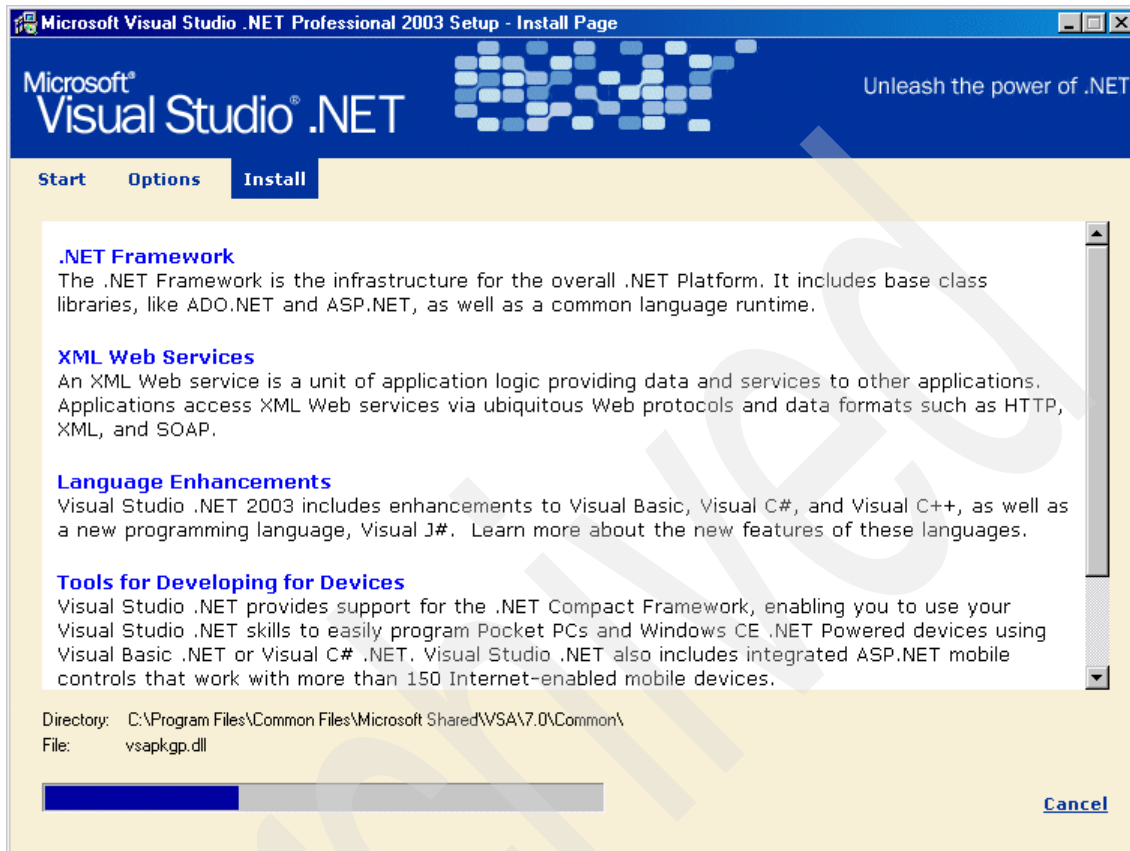 Microsoft Visual Studio .NET Professional 2003 Setup - Install Page
Microsoft®
Visual Studio® .NET
Unleash the power of .NET
Start Options Install
.NET Framework
The .NET Framework is the infrastructure for the overall .NET Platform. It includes base class
libraries, like ADO.NET and ASP.NET, as well as a common language runtime.
XML Web Services
An XML Web service is a unit of application logic providing data and services to other applications.
Applications access XML Web services via ubiquitous Web protocols and data formats such as HTTP,
XML, and SOAP.
Language Enhancements
Visual Studio .NET 2003 includes enhancements to Visual Basic, Visual C#, and Visual C++, as well as
a new programming language, Visual J#.  Learn more about the new features of these languages.
Tools for Developing for Devices
Visual Studio .NET provides support for the .NET Compact Framework, enabling you to use your
Visual Studio .NET skills to easily program Pocket PCs and Windows CE .NET Powered devices using
Visual Basic .NET or Visual C# .NET. Visual Studio .NET also includes integrated ASP.NET mobile
controls that work with more than 150 Internet-enabled mobile devices.
Directory: C:\Program Files\Common Files\Microsoft Shared\VSA\7.0\Common\
File: vsapkgp.dll
Cancel